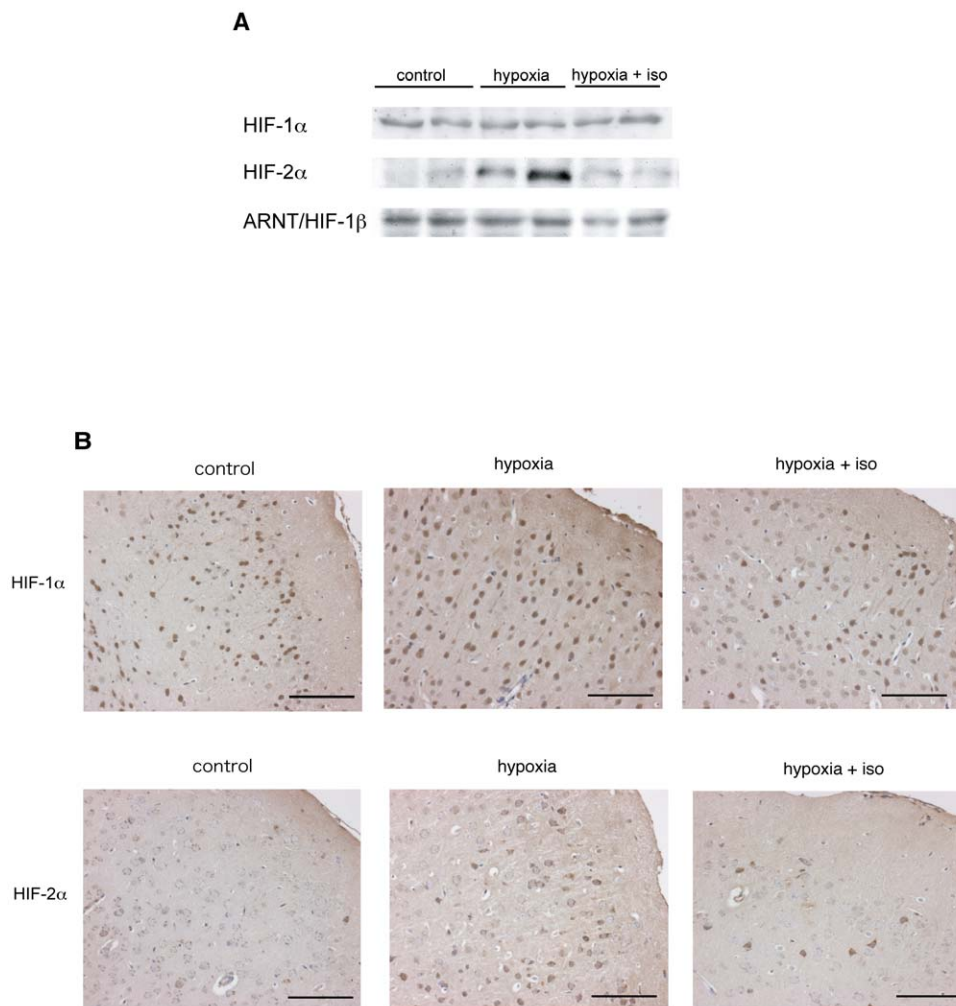 A
control hypoxia hypoxia + iso
HIF-1α
HIF-2α
ARNT/HIF-1β
B
control hypoxia hypoxia + iso
HIF-1α
control hypoxia hypoxia + iso
HIF-2α